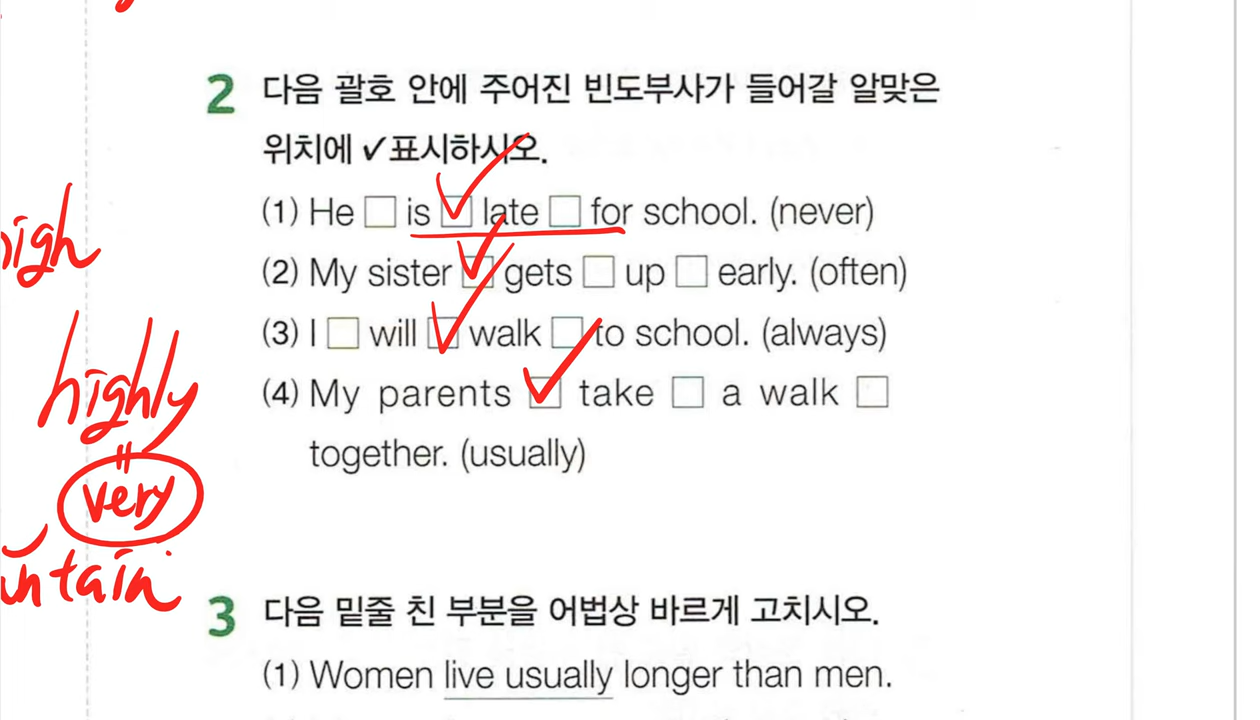 2 다음 괄호 안에 주어진 빈도부사가 들어갈 알맞은
위치에 ✓표시하시오.
(1) He □ is ☑ late □ for school. (never)
(2) My sister ☑ gets □ up □ early. (often)
high
(3) I □ will ☑ walk □ to school. (always)
(4) My parents ☑ take □ a walk □
highly
together. (usually)
=
very
3 다음 밑줄 친 부분을 어법상 바르게 고치시오.
(1) Women live usually longer than men.